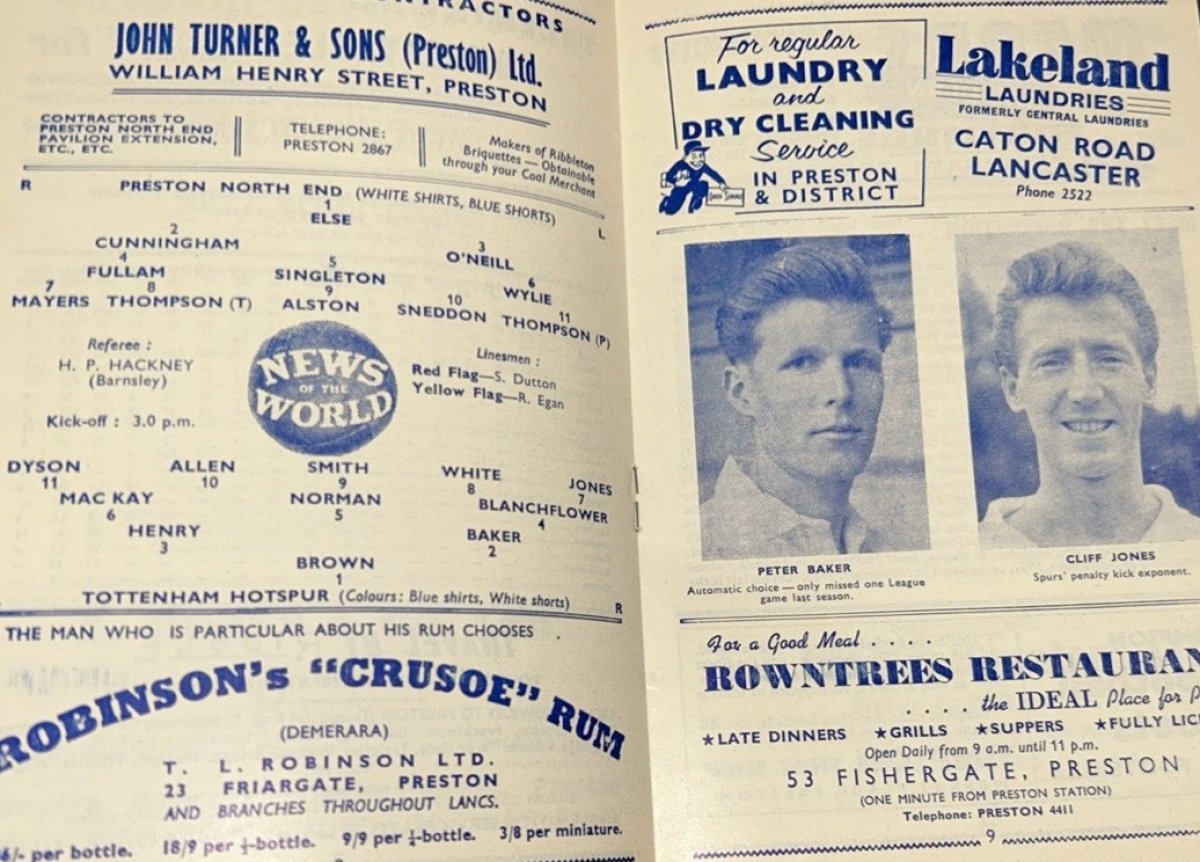 JOHN TURNER & SONS (Preston) Ltd.
WILLIAM HENRY STREET, PRESTON
CONTRACTORS TO
PRESTON NORTH END
PAVILION EXTENSION,
ETC., ETC.
TELEPHONE:
PRESTON 2867
Makers of Ribbleton
Briquettes — Obtainable
through your Coal Merchant
R PRESTON NORTH END (WHITE SHIRTS, BLUE SHORTS) L
1
ELSE
2 3
CUNNINGHAM O'NEILL
4 5 6
FULLAM SINGLETON WYLIE
7 8 9 10 11
MAYERS THOMPSON (T) ALSTON SNEDDON THOMPSON (P)
Referee :
H. P. HACKNEY
(Barnsley)
Kick-off : 3.0 p.m.
NEWS
OF THE
WORLD
Linesmen :
Red Flag—S. Dutton
Yellow Flag—R. Egan
DYSON ALLEN SMITH WHITE JONES
11 10 9 8 7
MAC KAY NORMAN BLANCHFLOWER
6 5 4
HENRY BAKER
3 2
BROWN
1
TOTTENHAM HOTSPUR (Colours: Blue shirts, White shorts) R
THE MAN WHO IS PARTICULAR ABOUT HIS RUM CHOOSES
ROBINSON's "CRUSOE" RUM
(DEMERARA)
T. L. ROBINSON LTD.
23 FRIARGATE, PRESTON
AND BRANCHES THROUGHOUT LANCS.
per bottle. 18/9 per ½-bottle. 9/9 per ¼-bottle. 3/8 per miniature.
For regular
LAUNDRY
and
DRY CLEANING
Service
IN PRESTON
& DISTRICT
Lakeland
LAUNDRIES
FORMERLY CENTRAL LAUNDRIES
CATON ROAD
LANCASTER
Phone 2522
PETER BAKER
Automatic choice — only missed one League
game last season.
CLIFF JONES
Spurs' penalty kick exponent.
For a Good Meal . . . . .
ROWNTREES
. . . . the IDEAL Place for
★LATE DINNERS ★GRILLS ★SUPPERS ★FULLY
Open Daily from 9 a.m. until 11 p.m.
53 FISHERGATE, PRESTON
(ONE MINUTE FROM PRESTON STATION)
Telephone: PRESTON 4411
9